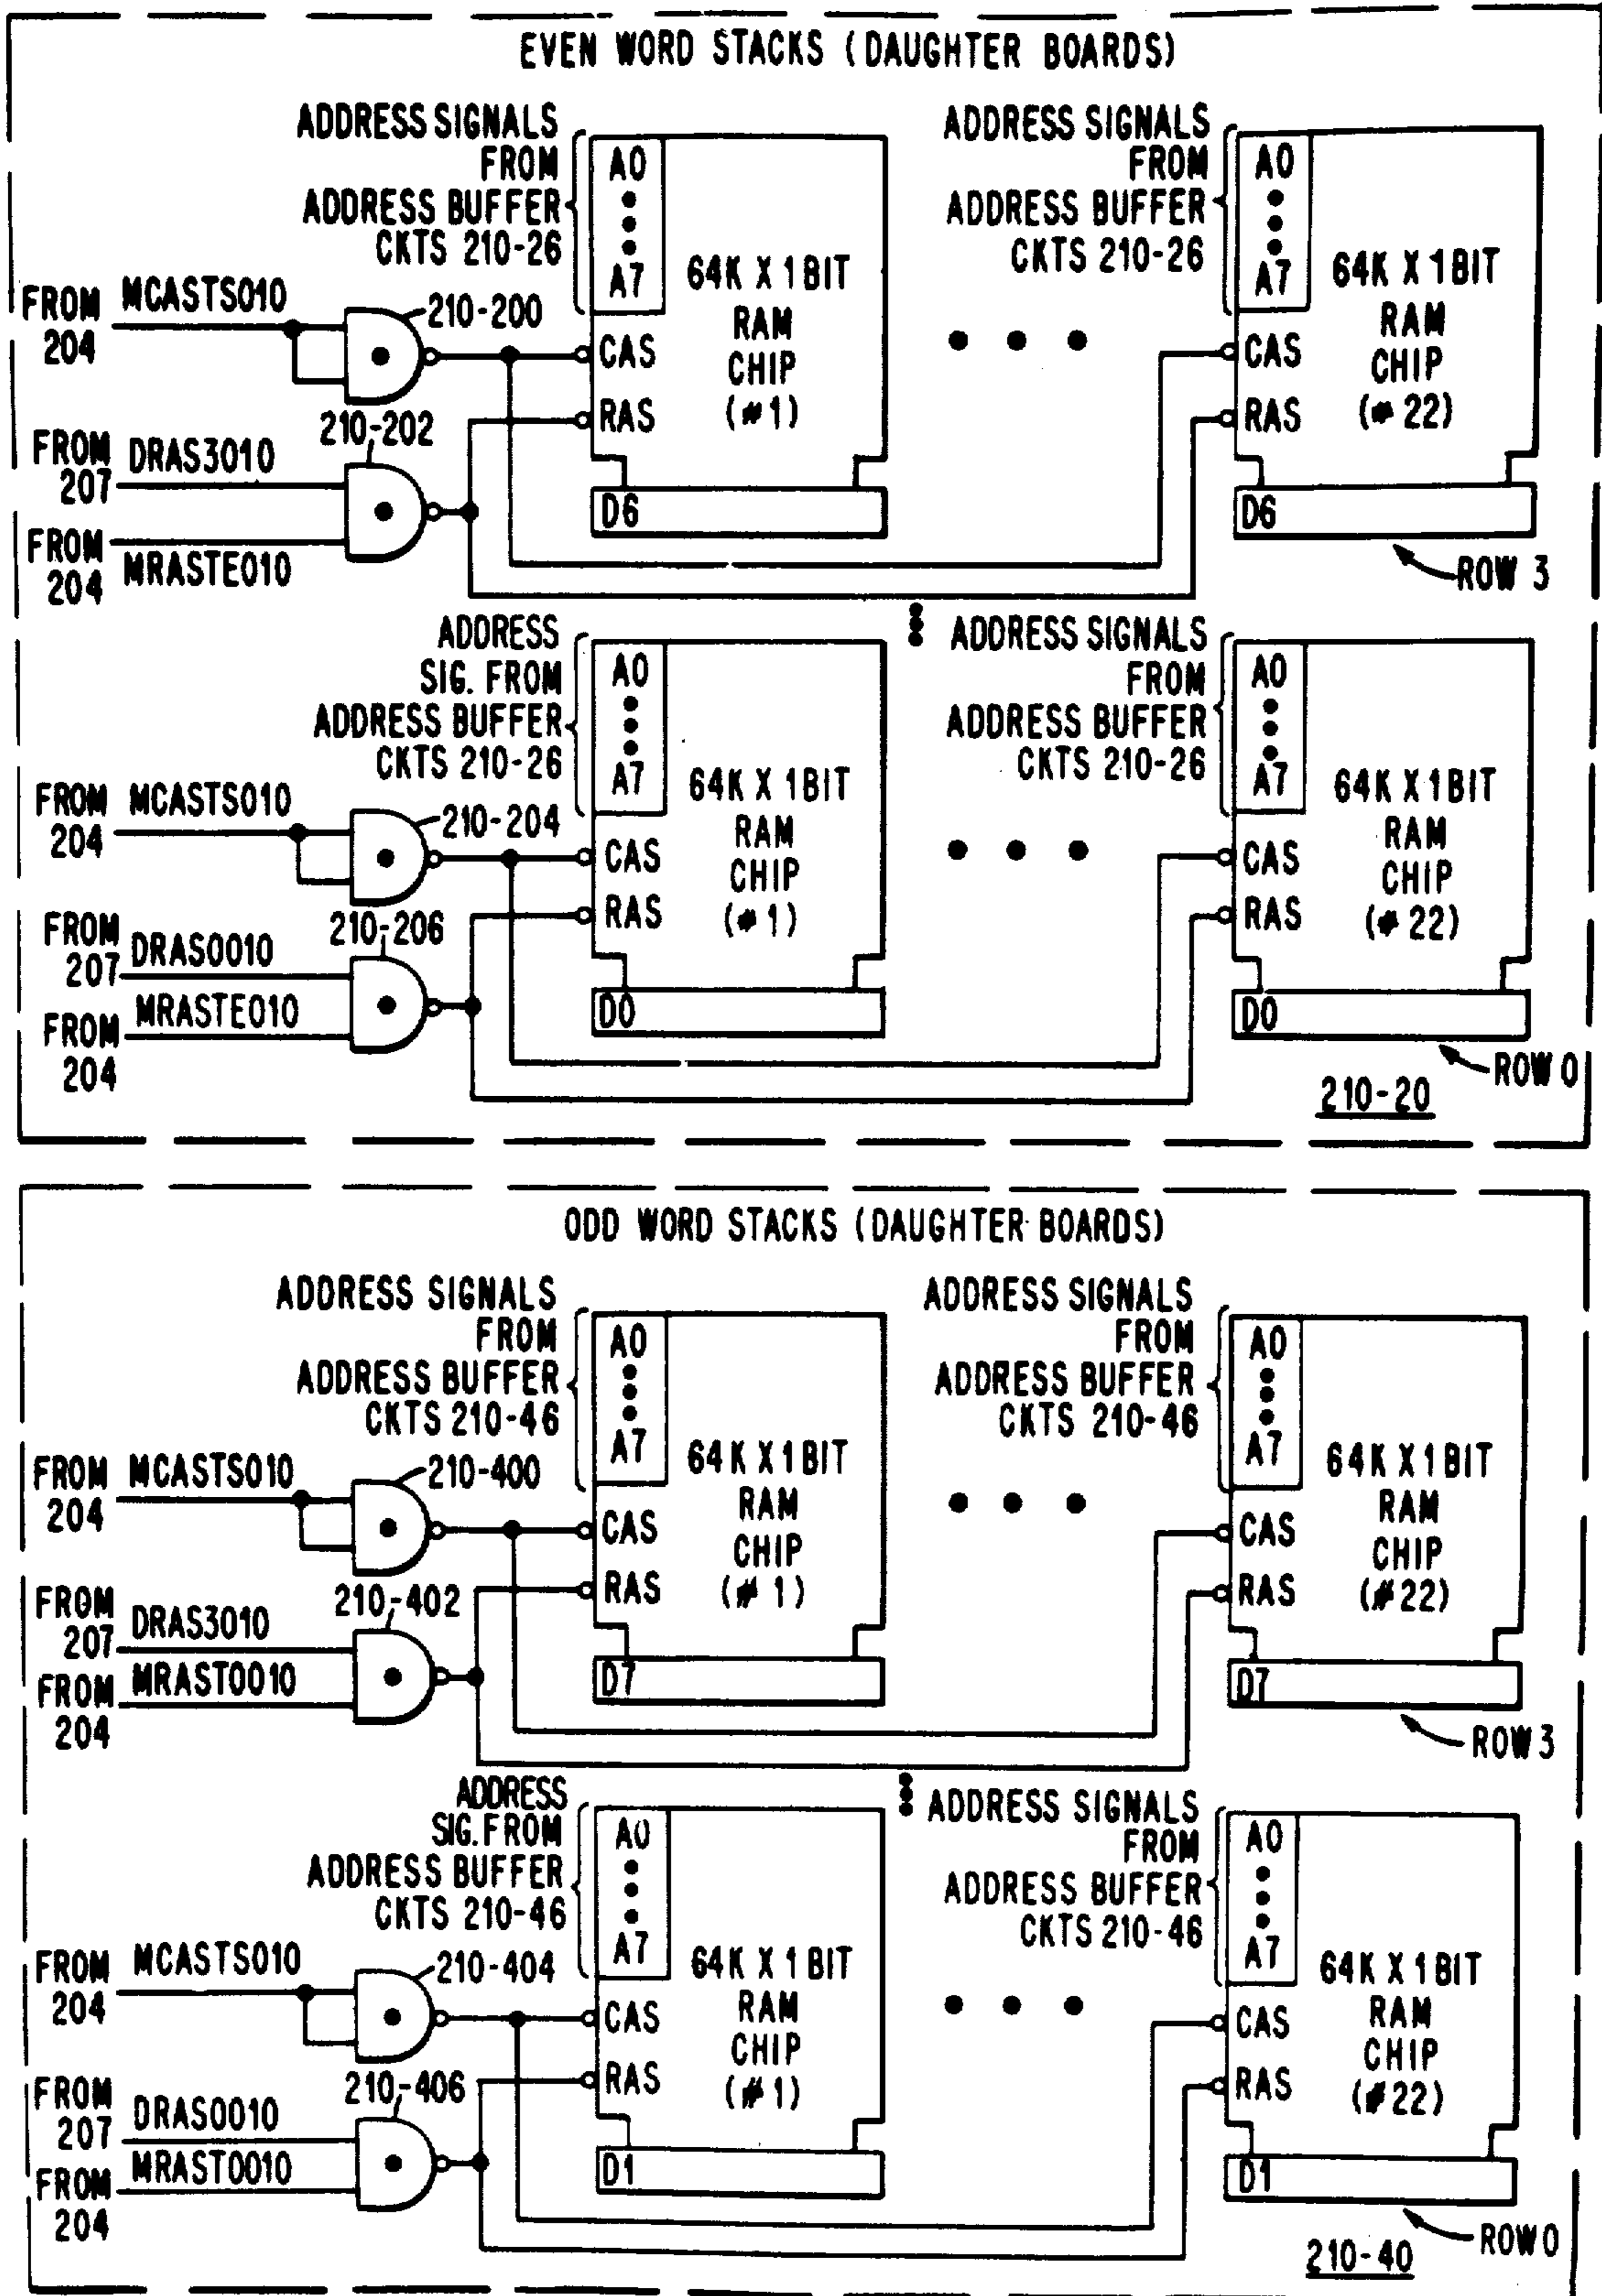 EVEN WORD STACKS (DAUGHTER BOARDS)
ADDRESS SIGNALS
FROM
ADDRESS BUFFER
CKTS 210-26
A0
A7
64K X 1 BIT
RAM
CHIP
(#1)
CAS
RAS
D6
ADDRESS SIGNALS
FROM
ADDRESS BUFFER
CKTS 210-26
A0
A7
64K X 1 BIT
RAM
CHIP
(#22)
CAS
RAS
D6
ROW 3
FROM
204
MCASTS010
210-200
210-202
FROM
207
DRAS3010
FROM
204
MRASTE010
ADDRESS
SIG. FROM
ADDRESS BUFFER
CKTS 210-26
A0
A7
64K X 1 BIT
RAM
CHIP
(#1)
CAS
RAS
D0
ADDRESS SIGNALS
FROM
ADDRESS BUFFER
CKTS 210-26
A0
A7
64K X 1 BIT
RAM
CHIP
(#22)
CAS
RAS
D0
ROW 0
FROM
204
MCASTS010
210-204
210-206
FROM
207
DRAS0010
MRASTE010
FROM
204
210-20
ODD WORD STACKS (DAUGHTER BOARDS)
ADDRESS SIGNALS
FROM
ADDRESS BUFFER
CKTS 210-46
A0
A7
64K X 1 BIT
RAM
CHIP
(#1)
CAS
RAS
D7
ADDRESS SIGNALS
FROM
ADDRESS BUFFER
CKTS 210-46
A0
A7
64K X 1 BIT
RAM
CHIP
(#22)
CAS
RAS
D7
ROW 3
FROM
204
MCASTS010
210-400
210-402
FROM
207
DRAS3010
FROM
204
MRAST0010
ADDRESS
SIG. FROM
ADDRESS BUFFER
CKTS 210-46
A0
A7
64K X 1 BIT
RAM
CHIP
(#1)
CAS
RAS
D1
ADDRESS SIGNALS
FROM
ADDRESS BUFFER
CKTS 210-46
A0
A7
64K X 1 BIT
RAM
CHIP
(#22)
CAS
RAS
D1
ROW 0
FROM
204
MCASTS010
210-404
210-406
FROM
207
DRAS0010
FROM
204
MRAST0010
210-40